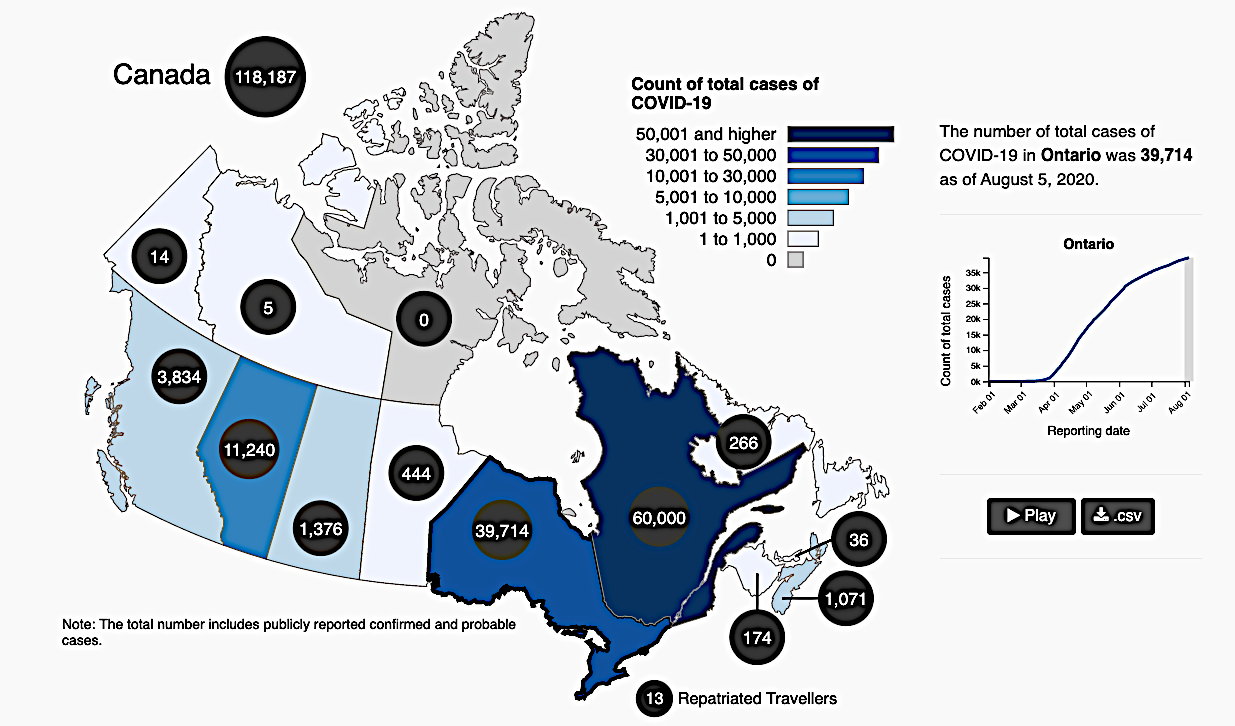 Canada 118,187
Count of total cases of
COVID-19
50,001 and higher
30,001 to 50,000
10,001 to 30,000
5,001 to 10,000
1,001 to 5,000
1 to 1,000
0
The number of total cases of
COVID-19 in Ontario was 39,714
as of August 5, 2020.
Ontario
Count of total cases
35k
30k
25k
20k
15k
10k
5k
0k
Feb 01
Mar 01
Apr 01
May 01
Jun 01
Jul 01
Aug 01
Reporting date
Play
.csv
14
5
0
3,834
11,240
1,376
444
39,714
60,000
266
36
1,071
174
Note: The total number includes publicly reported confirmed and probable
cases.
13 Repatriated Travellers